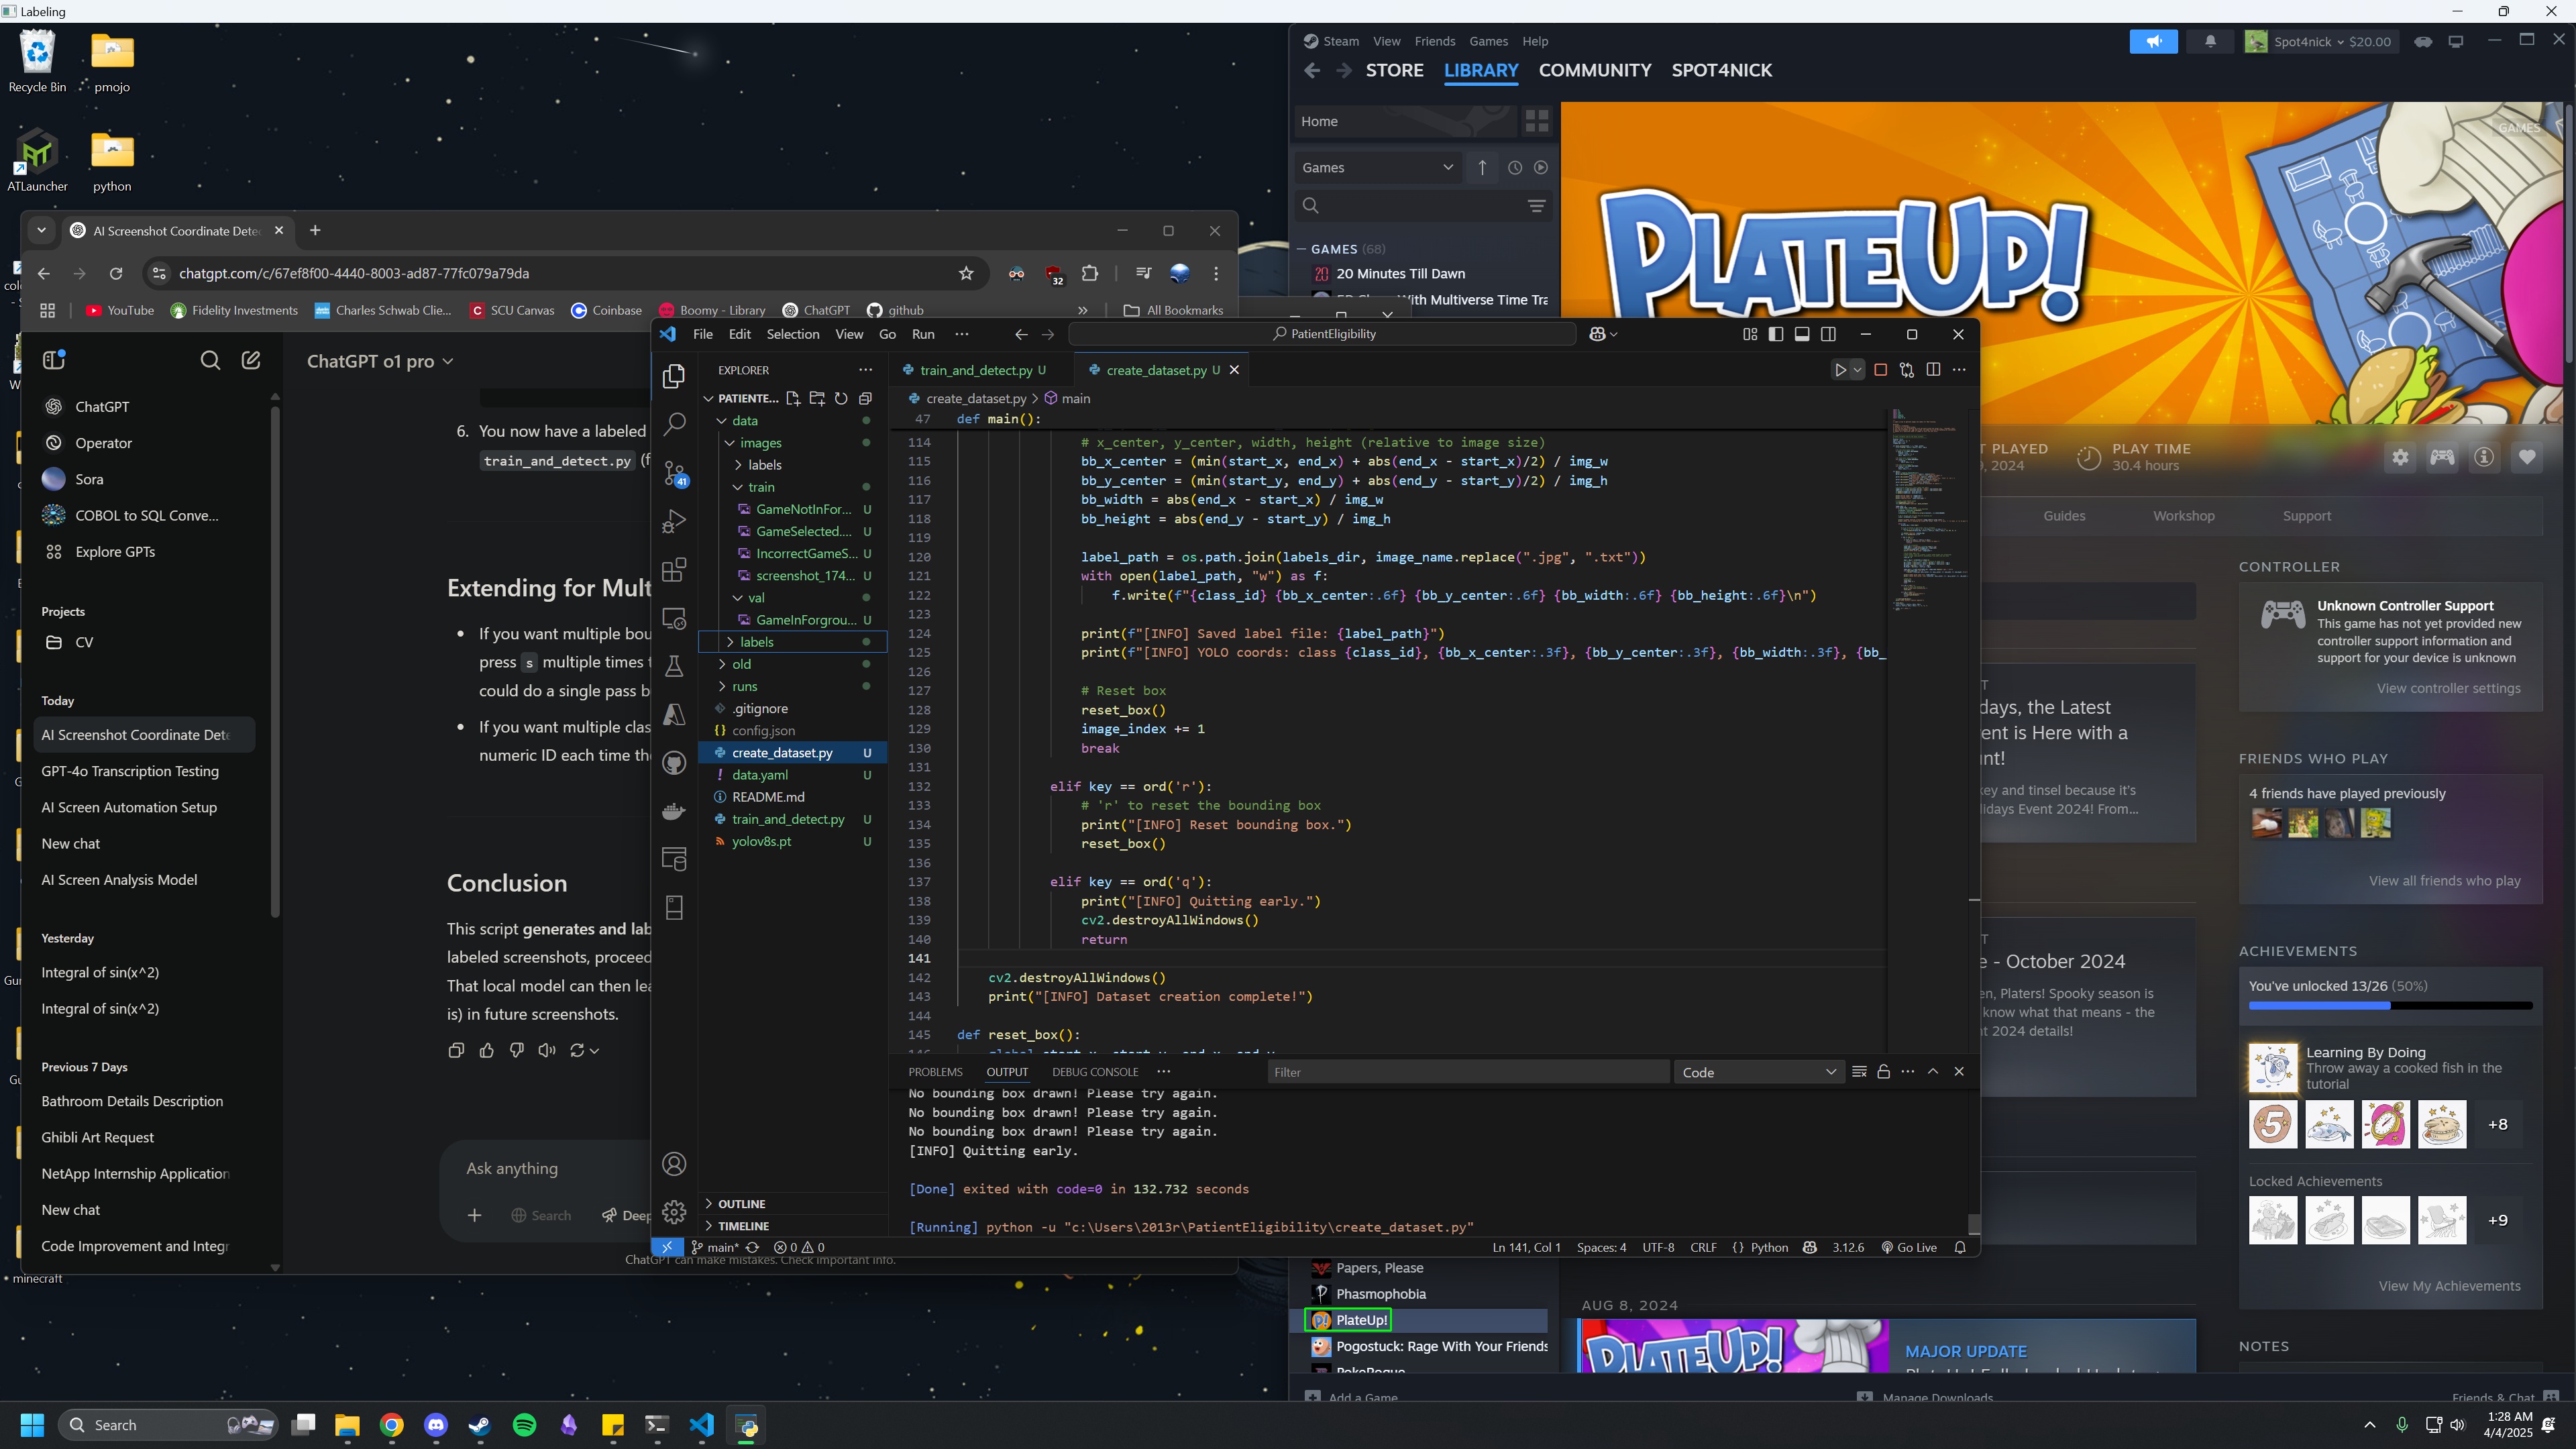 Labeling
Recycle Bin
pmojo
ATLauncher
python
minecraft
AI Screenshot Coordinate Dete
chatgpt.com/c/67ef8f00-4440-8003-ad87-77fc079a79da
32
YouTube
Fidelity Investments
Charles Schwab Clie...
SCU Canvas
Coinbase
Boomy - Library
ChatGPT
github
All Bookmarks
ChatGPT
Operator
Sora
COBOL to SQL Conve...
Explore GPTs
Projects
CV
Today
AI Screenshot Coordinate Dete
GPT-4o Transcription Testing
AI Screen Automation Setup
New chat
AI Screen Analysis Model
Yesterday
Integral of sin(x^2)
Integral of sin(x^2)
Previous 7 Days
Bathroom Details Description
Ghibli Art Request
NetApp Internship Application
New chat
Code Improvement and Integr
ChatGPT o1 pro
6. You now have a labeled
train_and_detect.py (f
Extending for Mult
• If you want multiple bou
press s multiple times t
could do a single pass b
• If you want multiple clas
numeric ID each time the
Conclusion
This script generates and lab
labeled screenshots, proceed
That local model can then lea
is) in future screenshots.
Ask anything
Search
Deep
ChatGPT can make mistakes. Check important info.
File Edit Selection View Go Run ...
PatientEligibility
EXPLORER
PATIENTE...
data
images
labels
train
GameNotInFor... U
GameSelected.... U
IncorrectGameS... U
screenshot_174... U
val
GameInForgrou... U
labels
old
runs
.gitignore
config.json
create_dataset.py U
data.yaml U
README.md
train_and_detect.py U
yolov8s.pt U
OUTLINE
TIMELINE
41
train_and_detect.py U
create_dataset.py U
create_dataset.py > main
47 def main():
114 # x_center, y_center, width, height (relative to image size)
115 bb_x_center = (min(start_x, end_x) + abs(end_x - start_x)/2) / img_w
116 bb_y_center = (min(start_y, end_y) + abs(end_y - start_y)/2) / img_h
117 bb_width = abs(end_x - start_x) / img_w
118 bb_height = abs(end_y - start_y) / img_h
119
120 label_path = os.path.join(labels_dir, image_name.replace(".jpg", ".txt"))
121 with open(label_path, "w") as f:
122 f.write(f"{class_id} {bb_x_center:.6f} {bb_y_center:.6f} {bb_width:.6f} {bb_height:.6f}\n")
123
124 print(f"[INFO] Saved label file: {label_path}")
125 print(f"[INFO] YOLO coords: class {class_id}, {bb_x_center:.3f}, {bb_y_center:.3f}, {bb_width:.3f}, {bb_
126
127 # Reset box
128 reset_box()
129 image_index += 1
130 break
131
132 elif key == ord('r'):
133 # 'r' to reset the bounding box
134 print("[INFO] Reset bounding box.")
135 reset_box()
136
137 elif key == ord('q'):
138 print("[INFO] Quitting early.")
139 cv2.destroyAllWindows()
140 return
141
142 cv2.destroyAllWindows()
143 print("[INFO] Dataset creation complete!")
144
145 def reset_box():
PROBLEMS OUTPUT DEBUG CONSOLE ...
Filter
Code
No bounding box drawn! Please try again.
No bounding box drawn! Please try again.
No bounding box drawn! Please try again.
[INFO] Quitting early.
[Done] exited with code=0 in 132.732 seconds
[Running] python -u "c:\Users\2013r\PatientEligibility\create_dataset.py"
main* 0 0
Ln 141, Col 1 Spaces: 4 UTF-8 CRLF {} Python 3.12.6 Go Live
Steam View Friends Games Help
Spot4nick $20.00
STORE LIBRARY COMMUNITY SPOT4NICK
Home
Games
GAMES (68)
20 Minutes Till Dawn
With Multiverse Time Tra
Papers, Please
Phasmophobia
PlateUp!
Pogostuck: Rage With Your Friends
Add a Game
PLATEUP!
GAMES
T PLAYED
, 2024
PLAY TIME
30.4 hours
Guides Workshop Support
CONTROLLER
Unknown Controller Support
This game has not yet provided new
controller support information and
support for your device is unknown
View controller settings
days, the Latest
ent is Here with a
nt!
key and tinsel because it's
lidays Event 2024! From...
FRIENDS WHO PLAY
4 friends have played previously
View all friends who play
e - October 2024
en, Platers! Spooky season is
know what that means - the
t 2024 details!
ACHIEVEMENTS
You've unlocked 13/26 (50%)
Learning By Doing
Throw away a cooked fish in the
tutorial
5
+8
Locked Achievements
+9
View My Achievements
AUG 8, 2024
PLATEUP!
MAJOR UPDATE
NOTES
Manage Downloads
Friends & Chat
Search
1:28 AM
4/4/2025